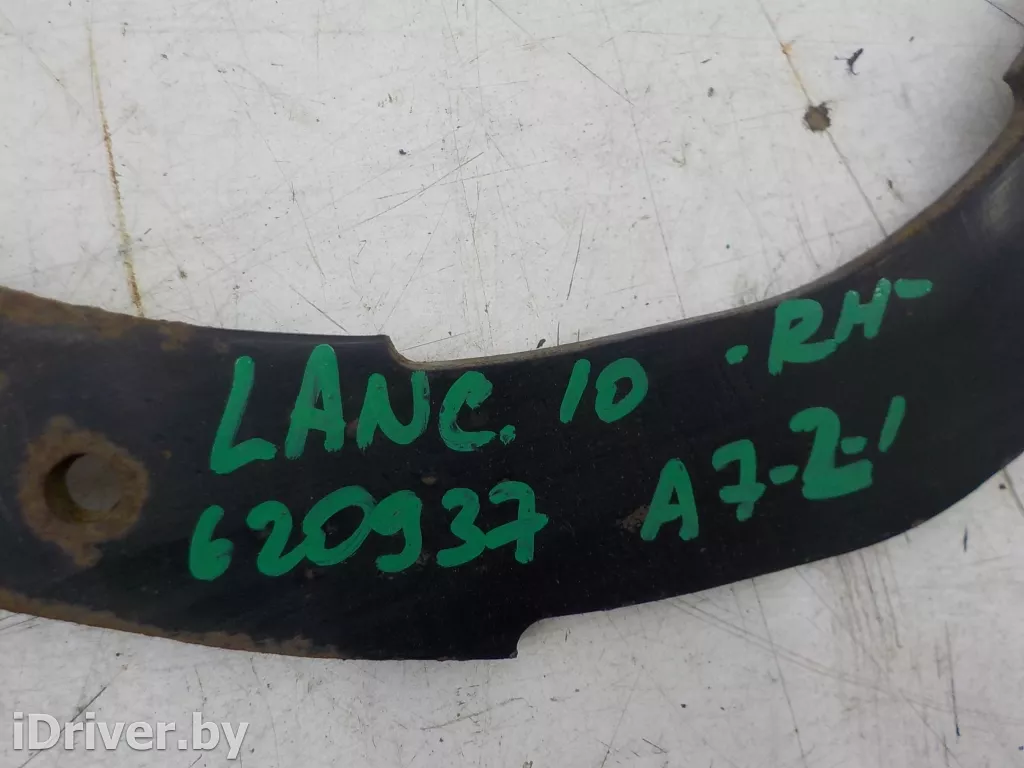 LANC. 10 -RH-
620937 A7-2-1
iDriver.by